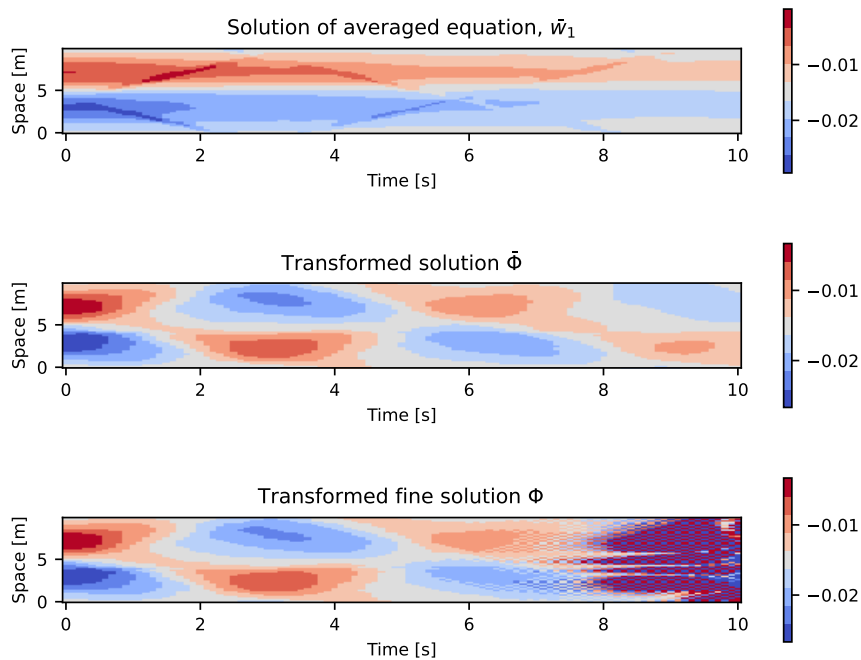 Solution of averaged equation, w̄₁
Space [m]
5
0
0 2 4 6 8 10
Time [s]
−0.01
−0.02
Transformed solution Φ̄
Space [m]
5
0
0 2 4 6 8 10
Time [s]
−0.01
−0.02
Transformed fine solution Φ
Space [m]
5
0
0 2 4 6 8 10
Time [s]
−0.01
−0.02